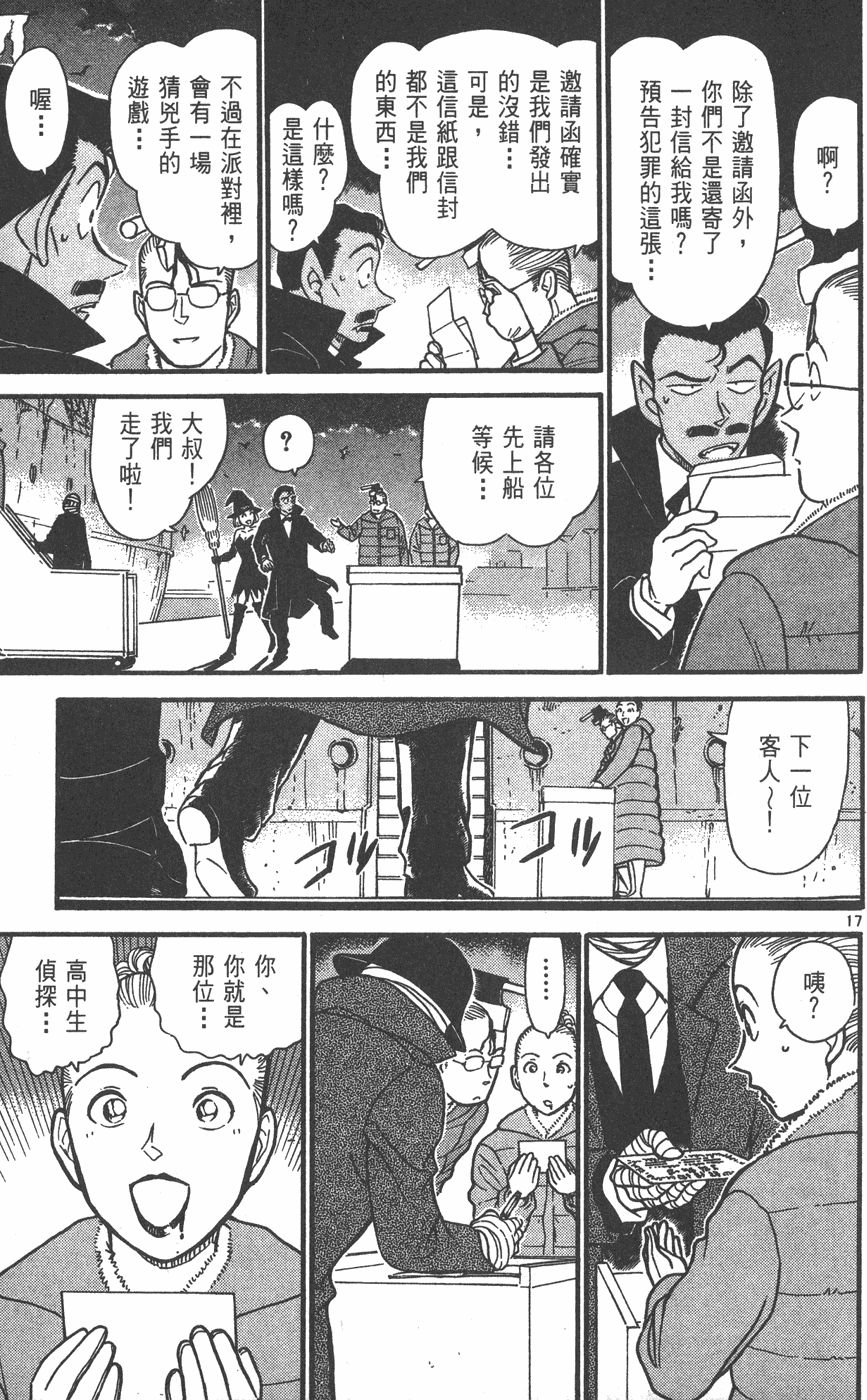 啊?
除了邀請函外，
你們不是還寄了
一封信給我嗎?
預告犯罪的這張…
邀請函確實
是我們發出
的沒錯…
可是，
這信紙跟信封
都不是我們
的東西…
什麼?
是這樣嗎?
不過在派對裡，
會有一場
猜兇手的
遊戲…
喔…
請各位
先上船
等候…
?
大叔!
我們
走了啦!
下一位
客人~!
コツ
コツ
17
咦?
…
你、
你就是
那位…
高中生
偵探…